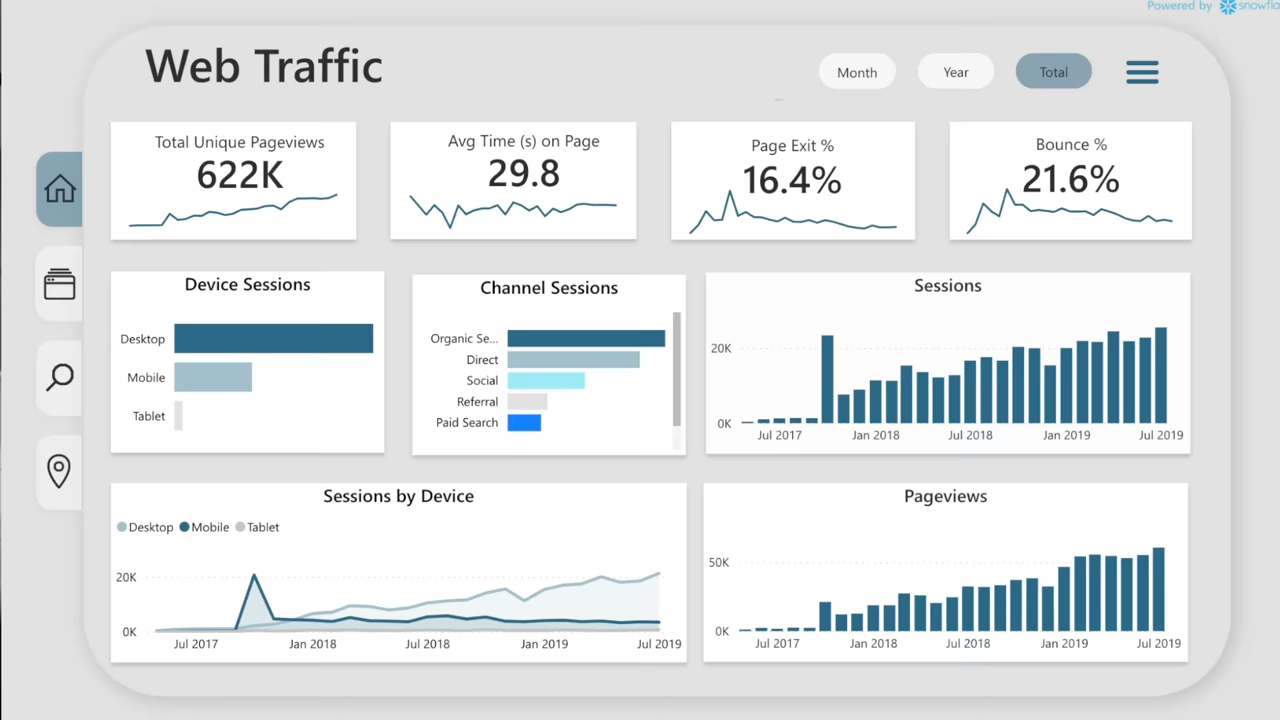 Powered by snowfla
Web Traffic
Month Year Total
Total Unique Pageviews
622K
Avg Time (s) on Page
29.8
Page Exit %
16.4%
Bounce %
21.6%
Device Sessions
Desktop
Mobile
Tablet
Channel Sessions
Organic Se...
Direct
Social
Referral
Paid Search
Sessions
20K
0K
Jul 2017 Jan 2018 Jul 2018 Jan 2019 Jul 2019
Sessions by Device
Desktop Mobile Tablet
20K
0K
Jul 2017 Jan 2018 Jul 2018 Jan 2019 Jul 2019
Pageviews
50K
0K
Jul 2017 Jan 2018 Jul 2018 Jan 2019 Jul 2019